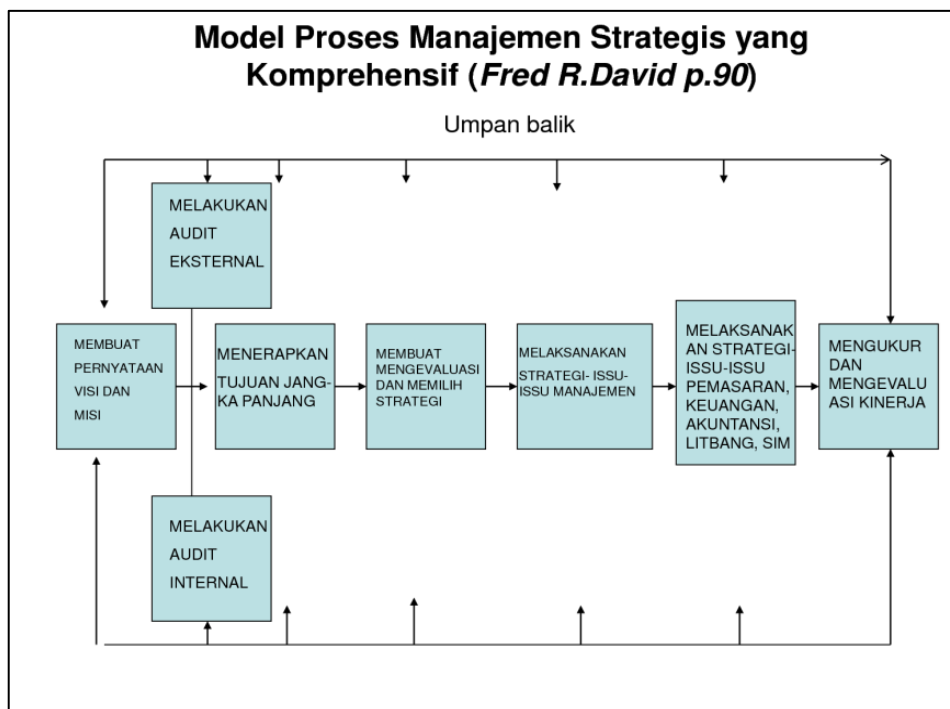 Model Proses Manajemen Strategis yang
Komprehensif (Fred R.David p.90)
Umpan balik
MELAKUKAN
AUDIT
EKSTERNAL
MEMBUAT
PERNYATAAN
VISI DAN
MISI
MENERAPKAN
TUJUAN JANG-
KA PANJANG
MEMBUAT
MENGEVALUASI
DAN MEMILIH
STRATEGI
MELAKSANAKAN
STRATEGI- ISSU-
ISSU MANAJEMEN
MELAKSANAK
AN STRATEGI-
ISSU-ISSU
PEMASARAN,
KEUANGAN,
AKUNTANSI,
LITBANG, SIM
MENGUKUR
DAN
MENGEVALU
ASI KINERJA
MELAKUKAN
AUDIT
INTERNAL